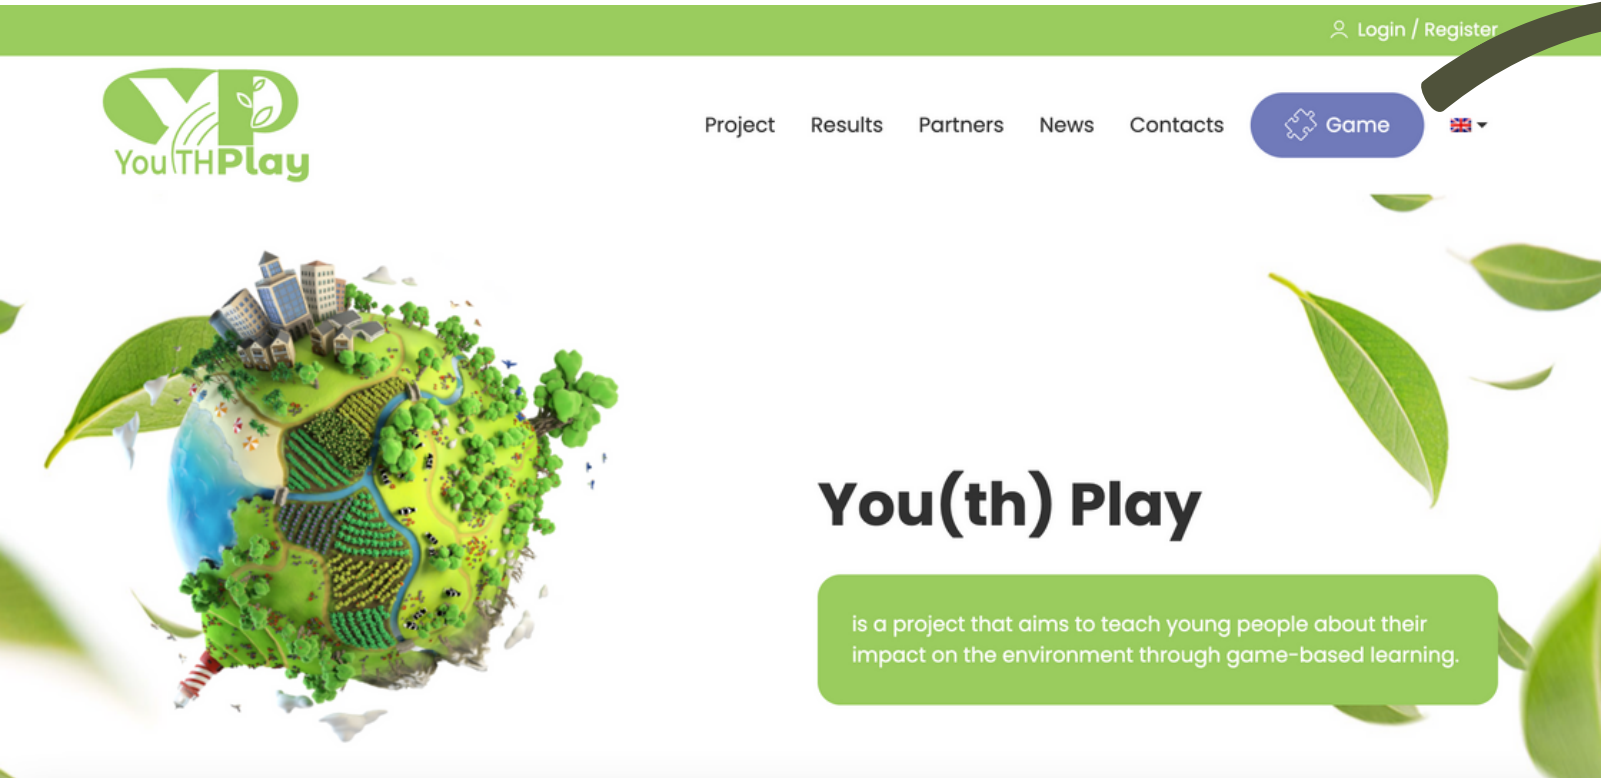 Login / Register
YP
YouTHPlay
Project Results Partners News Contacts Game
You(th) Play
is a project that aims to teach young people about their
impact on the environment through game-based learning.